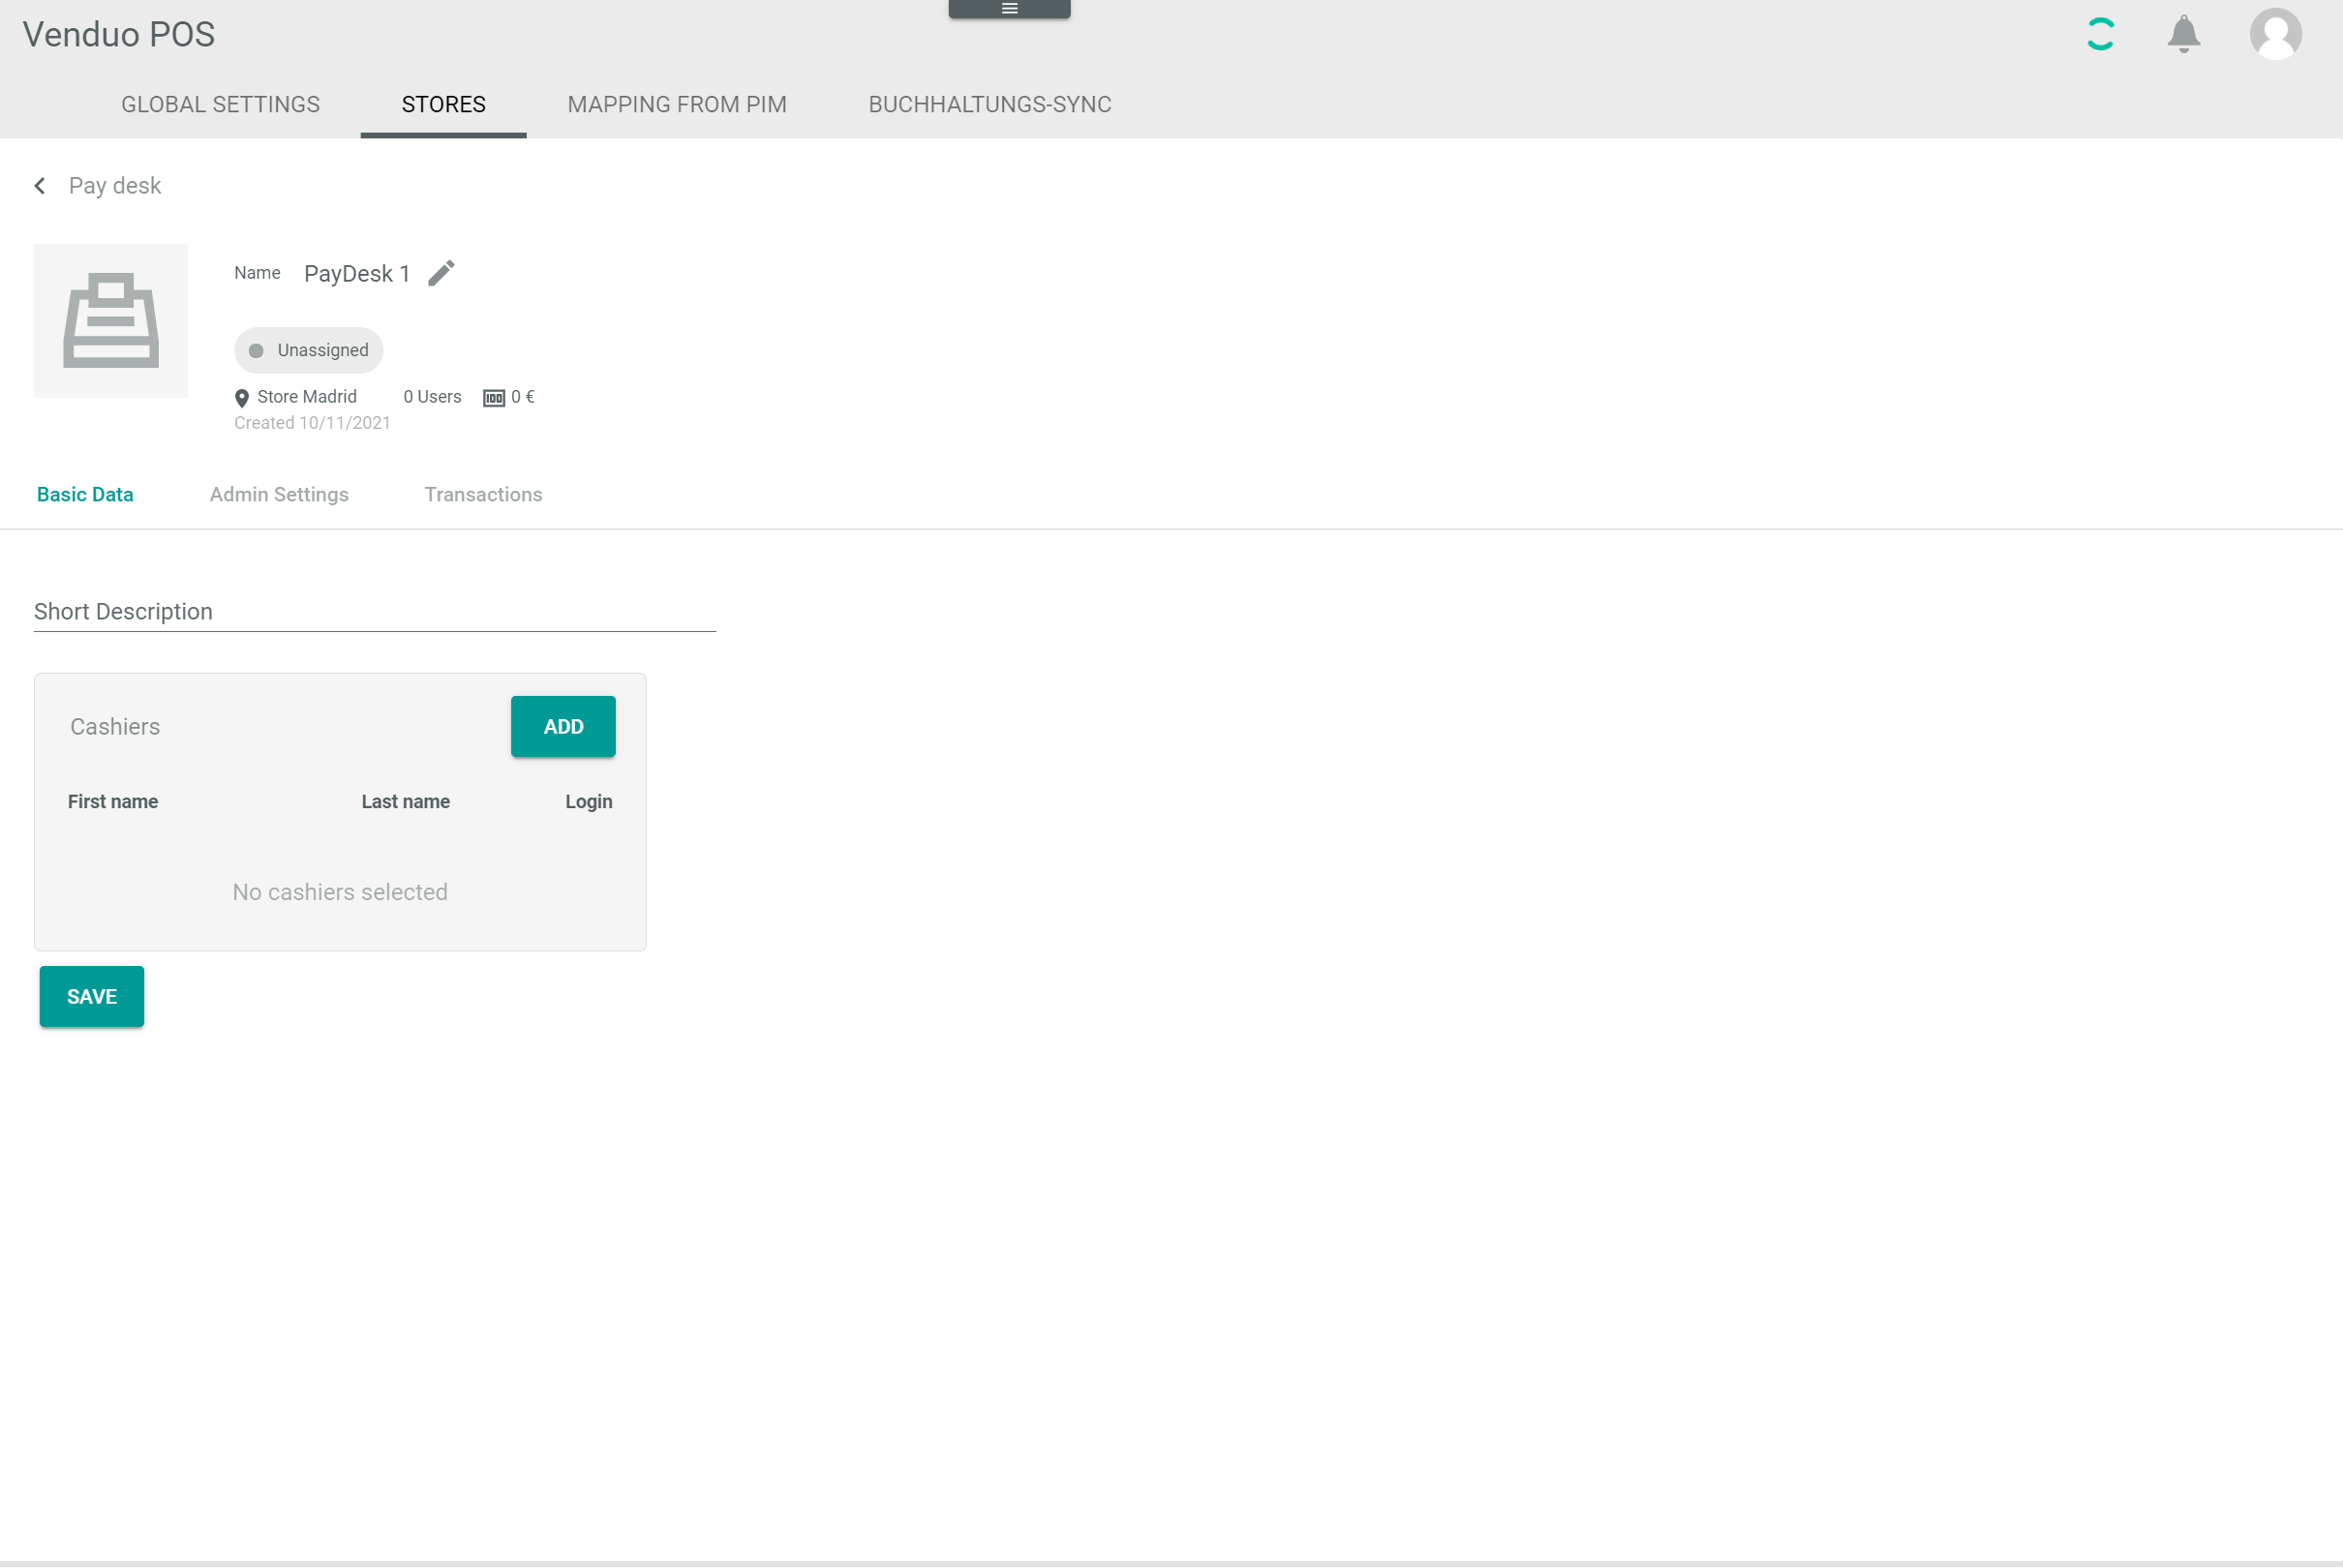 Venduo POS
GLOBAL SETTINGS STORES MAPPING FROM PIM BUCHHALTUNGS-SYNC
Pay desk
Name PayDesk 1
Unassigned
Store Madrid 0 Users 0 €
Created 10/11/2021
Basic Data Admin Settings Transactions
Short Description
Cashiers ADD
First name Last name Login
No cashiers selected
SAVE